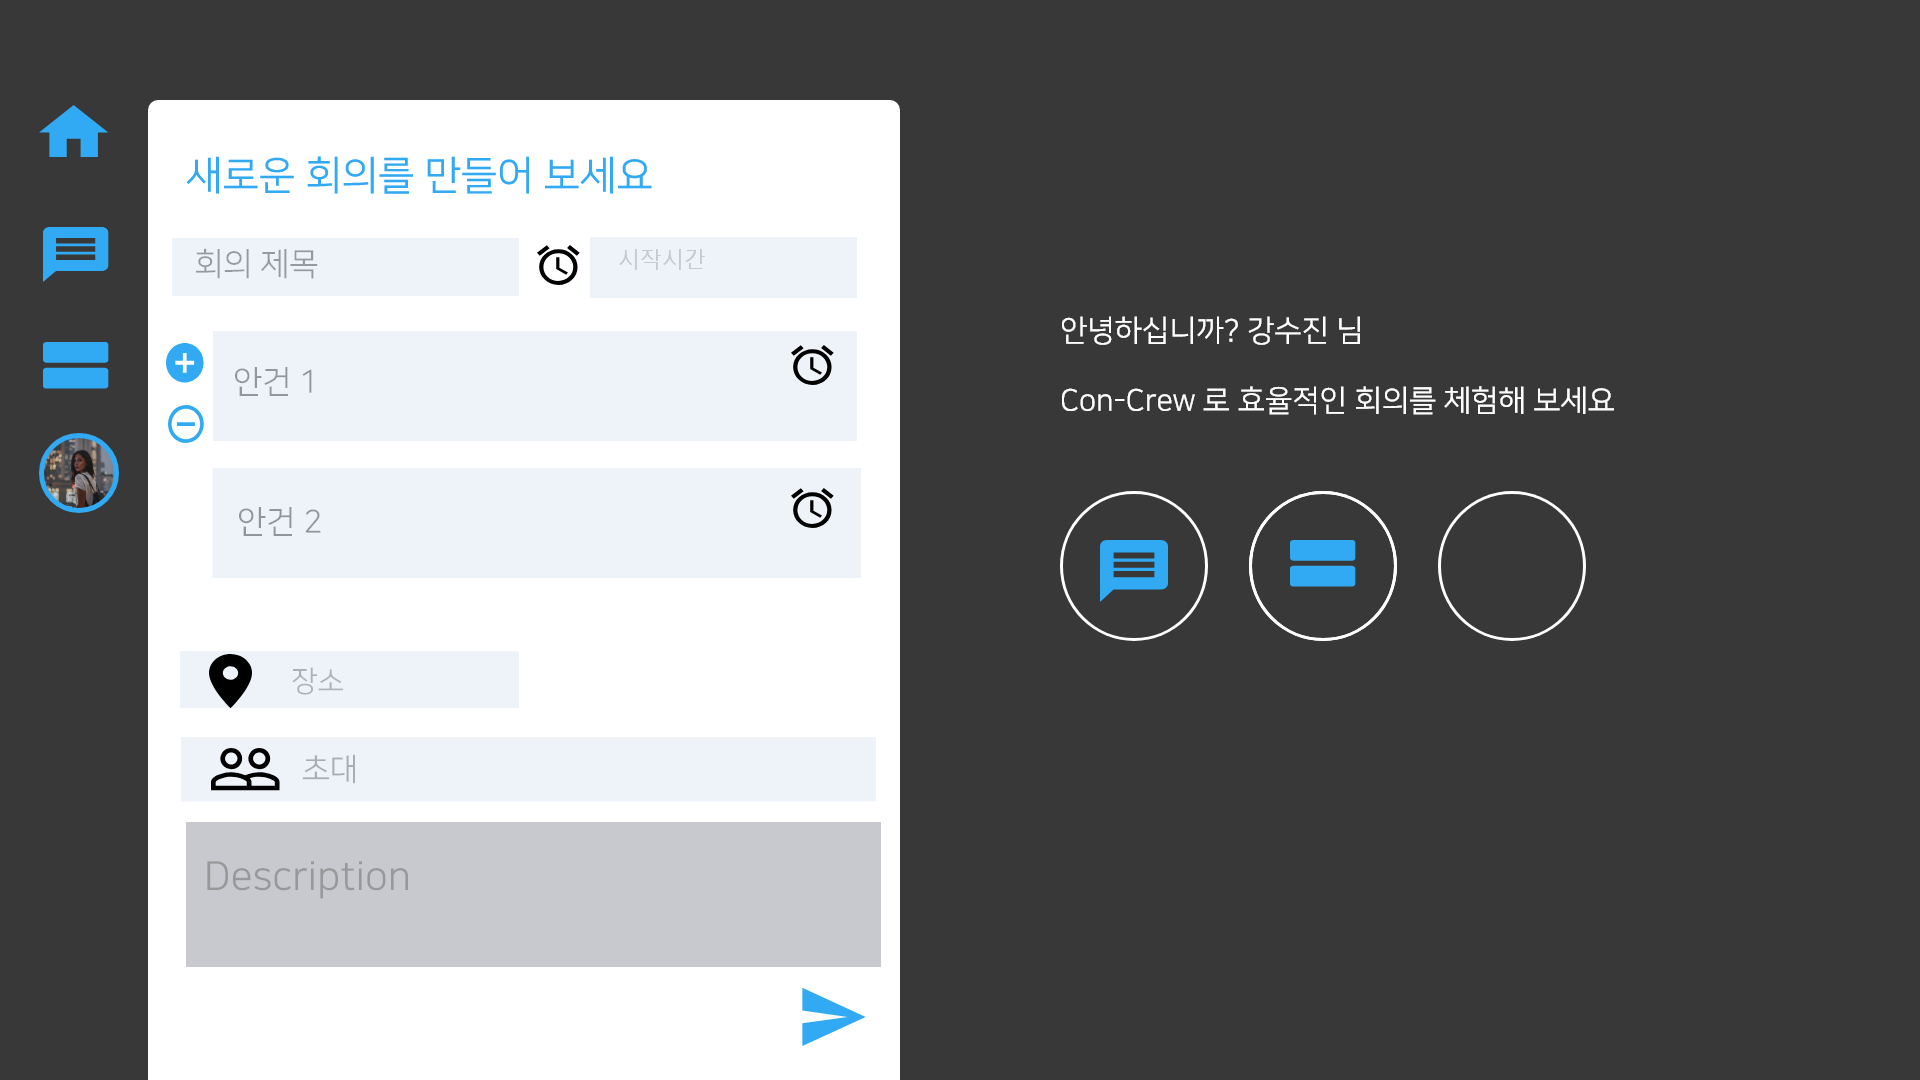 새로운 회의를 만들어 보세요
회의 제목
시작시간
안건 1
안건 2
장소
초대
Description
안녕하십니까? 강수진 님
Con-Crew 로 효율적인 회의를 체험해 보세요